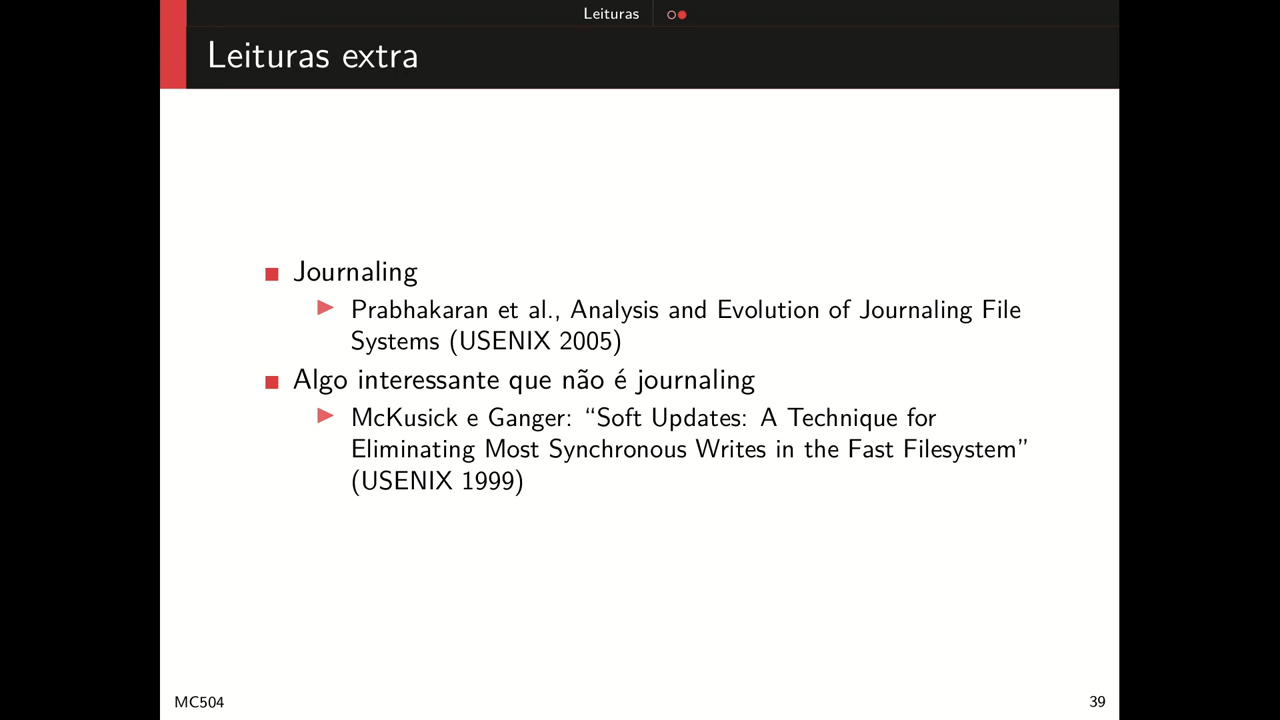 Leituras
Leituras extra
Journaling
Prabhakaran et al., Analysis and Evolution of Journaling File
Systems (USENIX 2005)
Algo interessante que não é journaling
McKusick e Ganger: “Soft Updates: A Technique for
Eliminating Most Synchronous Writes in the Fast Filesystem”
(USENIX 1999)
MC504
39